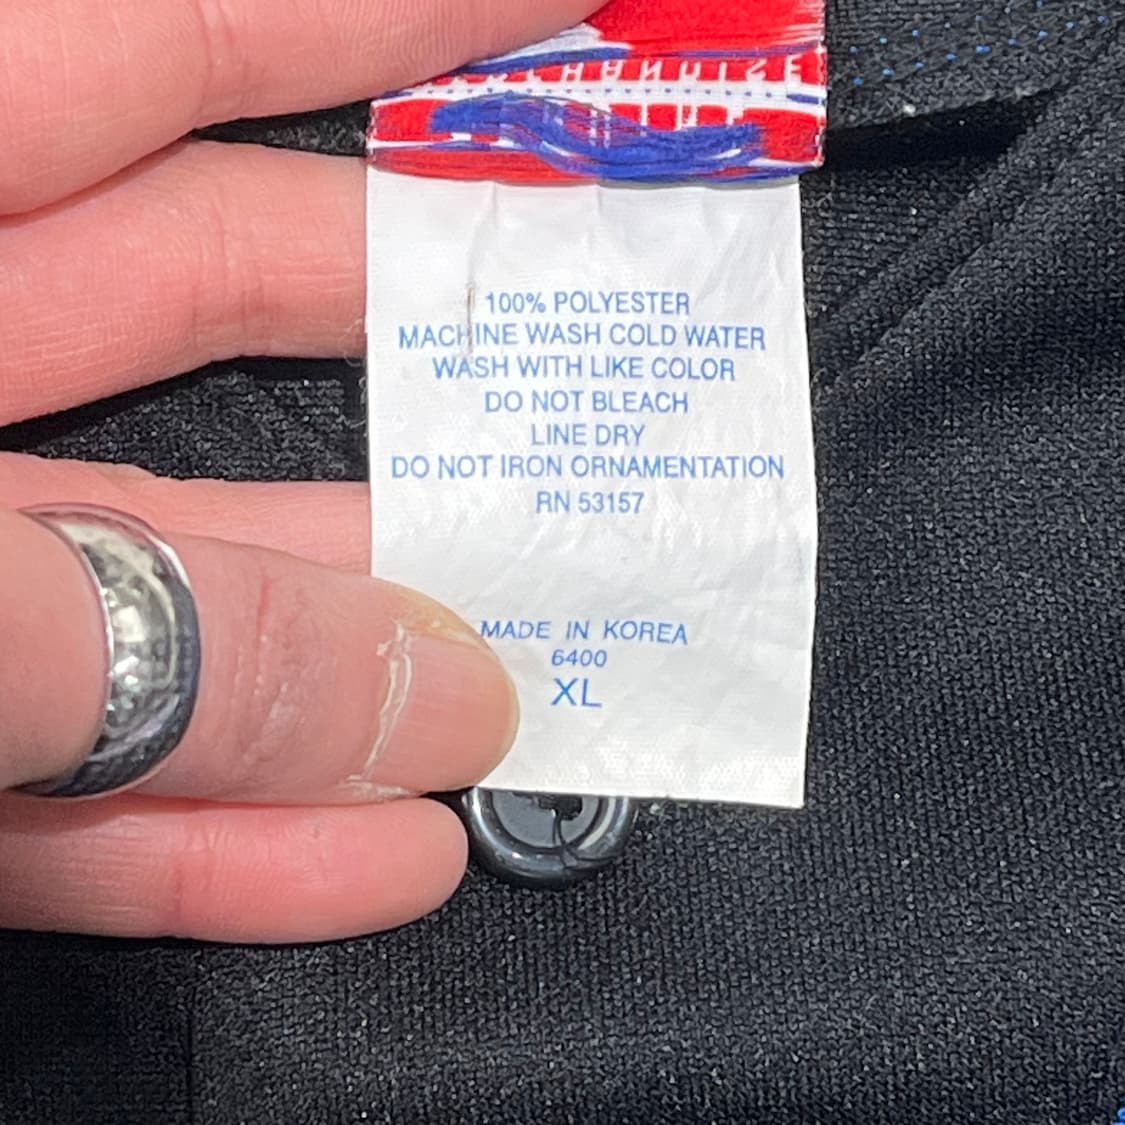 100% POLYESTER
MACHINE WASH COLD WATER
WASH WITH LIKE COLOR
DO NOT BLEACH
LINE DRY
DO NOT IRON ORNAMENTATION
RN 53157
MADE IN KOREA
6400
XL